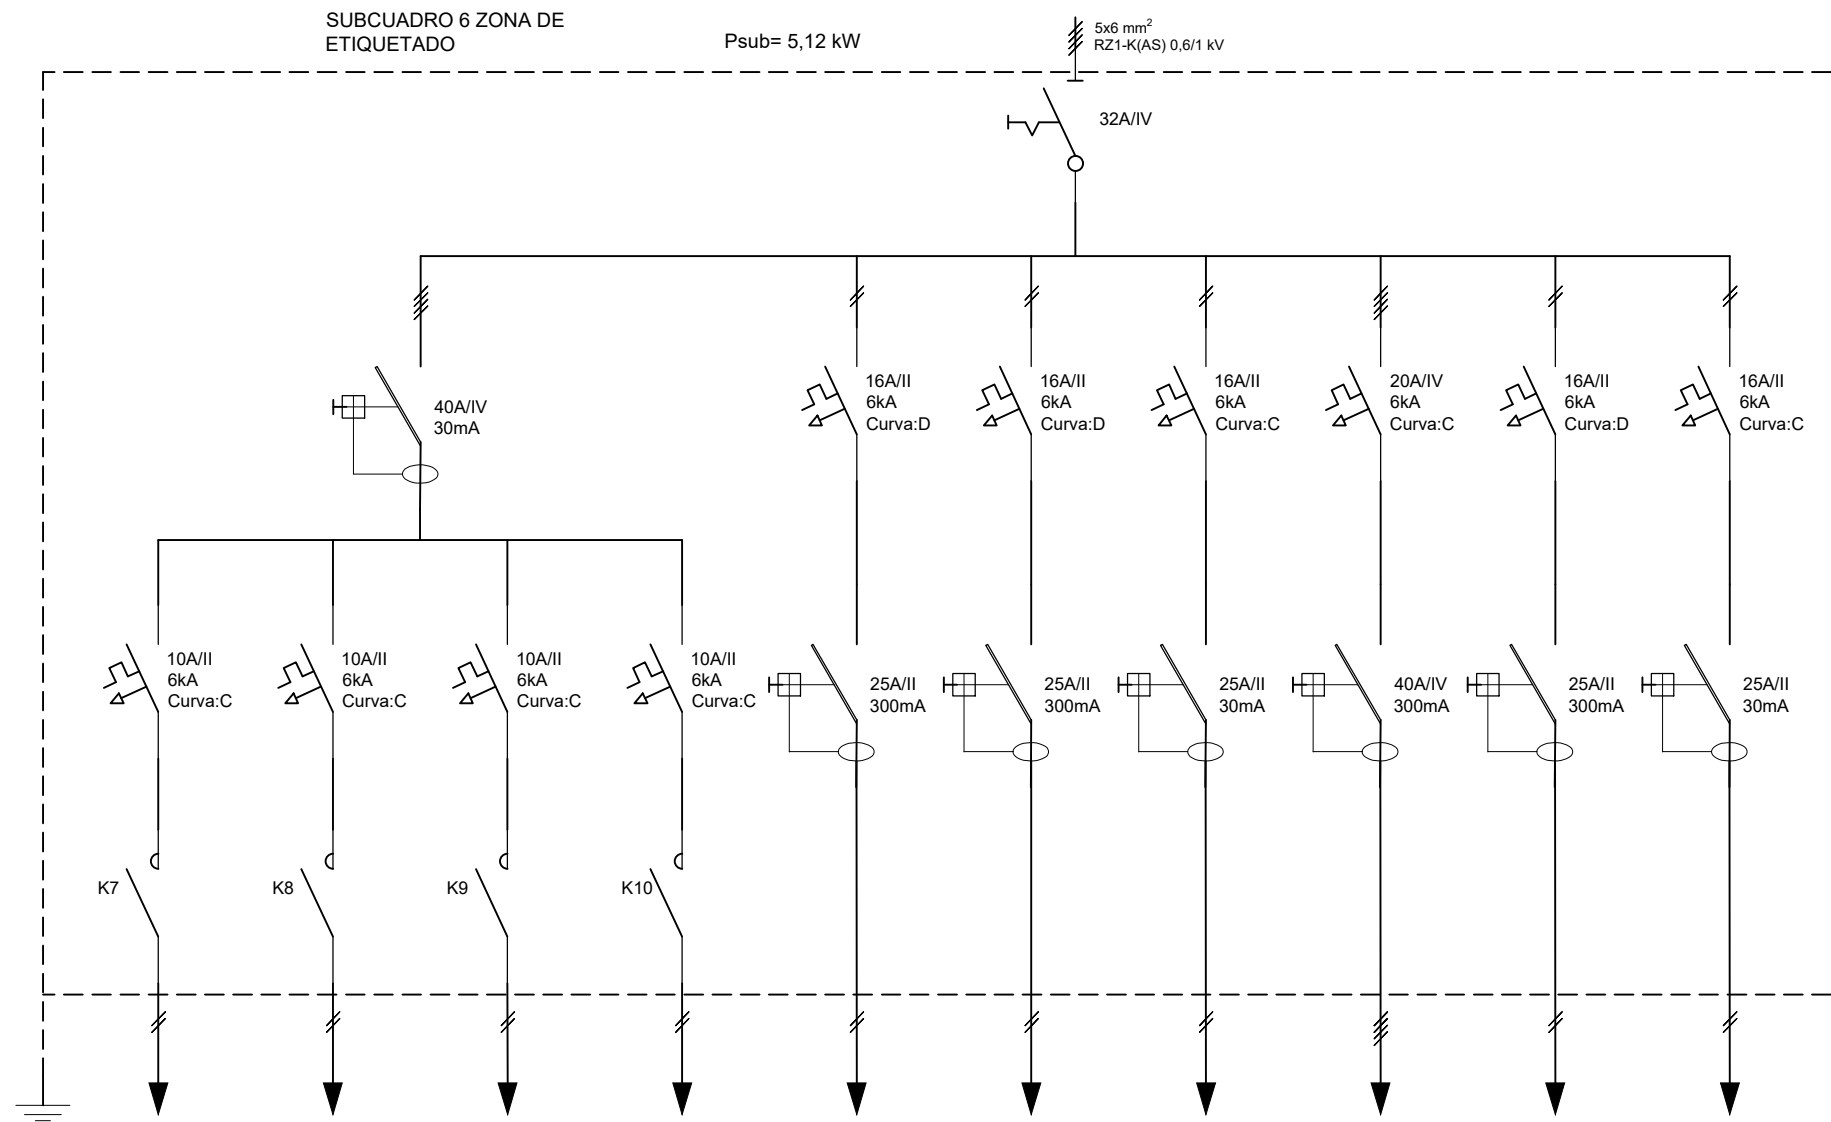 SUBCUADRO 6 ZONA DE
ETIQUETADO
Psub= 5,12 kW
5x6 mm²
RZ1-K(AS) 0,6/1 kV
32A/IV
40A/IV
30mA
16A/II
6kA
Curva:D
16A/II
6kA
Curva:D
16A/II
6kA
Curva:C
20A/IV
6kA
Curva:C
16A/II
6kA
Curva:D
16A/II
6kA
Curva:C
10A/II
6kA
Curva:C
10A/II
6kA
Curva:C
10A/II
6kA
Curva:C
10A/II
6kA
Curva:C
25A/II
300mA
25A/II
300mA
25A/II
30mA
40A/IV
300mA
25A/II
300mA
25A/II
30mA
K7
K8
K9
K10